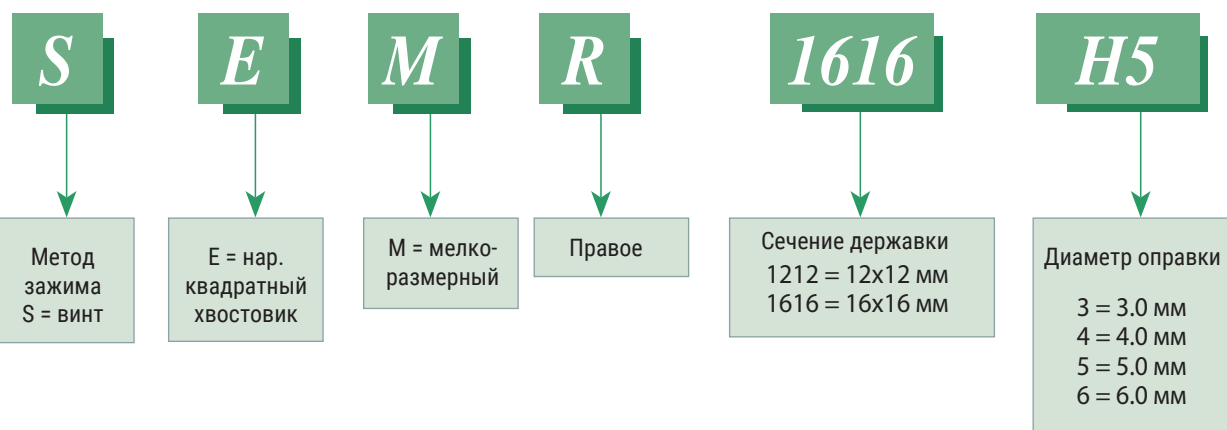 S E M R 1616 H5
Метод
зажима
S = винт
E = нар.
квадратный
хвостовик
M = мелко-
размерный
Правое
Сечение державки
1212 = 12x12 мм
1616 = 16x16 мм
Диаметр оправки
3 = 3.0 мм
4 = 4.0 мм
5 = 5.0 мм
6 = 6.0 мм